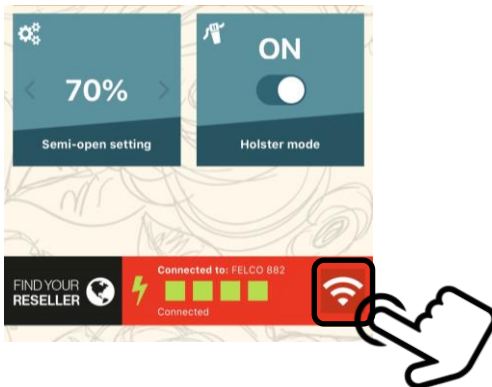 ON
70%
Semi-open setting
Holster mode
FIND YOUR
RESELLER
Connected to: FELCO 882
Connected